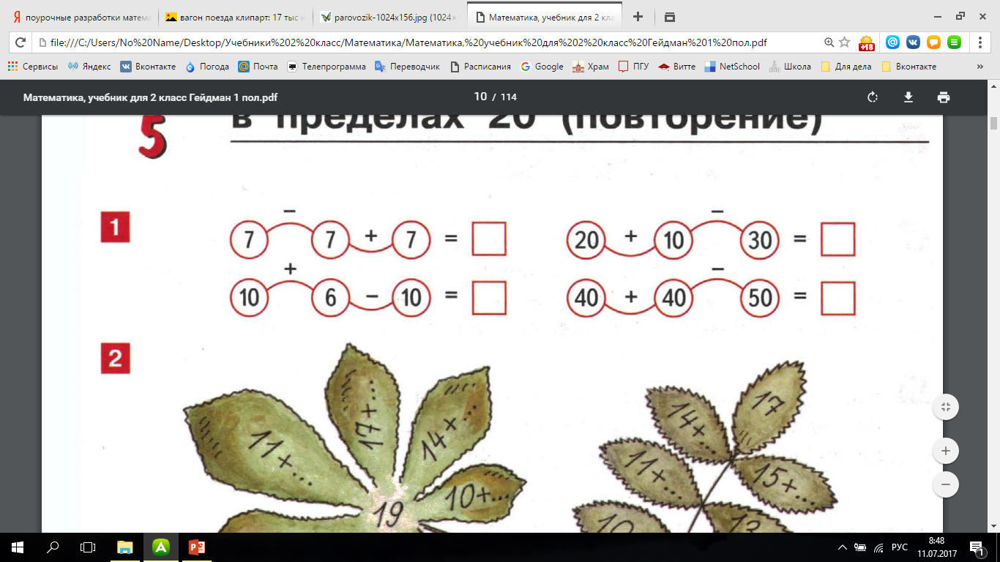 поурочные разработки матема
вагон поезда клипарт: 17 тыс и
parovozik-1024x156.jpg (1024×
Математика, учебник для 2 кла
file:///C:/Users/No%20Name/Desktop/Учебники%202%20класс/Математика/Математика,%20учебник%20для%202%20класс%20Гейдман%201%20пол.pdf
+18
Сервисы Яндекс Вконтакте Погода Почта Телепрограмма Переводчик Расписания Google Храм ПГУ Витте NetSchool Школа Для дела Вконтакте »
Математика, учебник для 2 класс Гейдман 1 пол.pdf 10 / 114
5 в пределах 20 (повторение)
1
7 − 7 + 7 = 20 + 10 − 30 =
10 + 6 − 10 = 40 + 40 − 50 =
2
11+...
17+...
14+...
10+...
19
14+...
17
11+...
15+...
8:48
РУС
11.07.2017
1